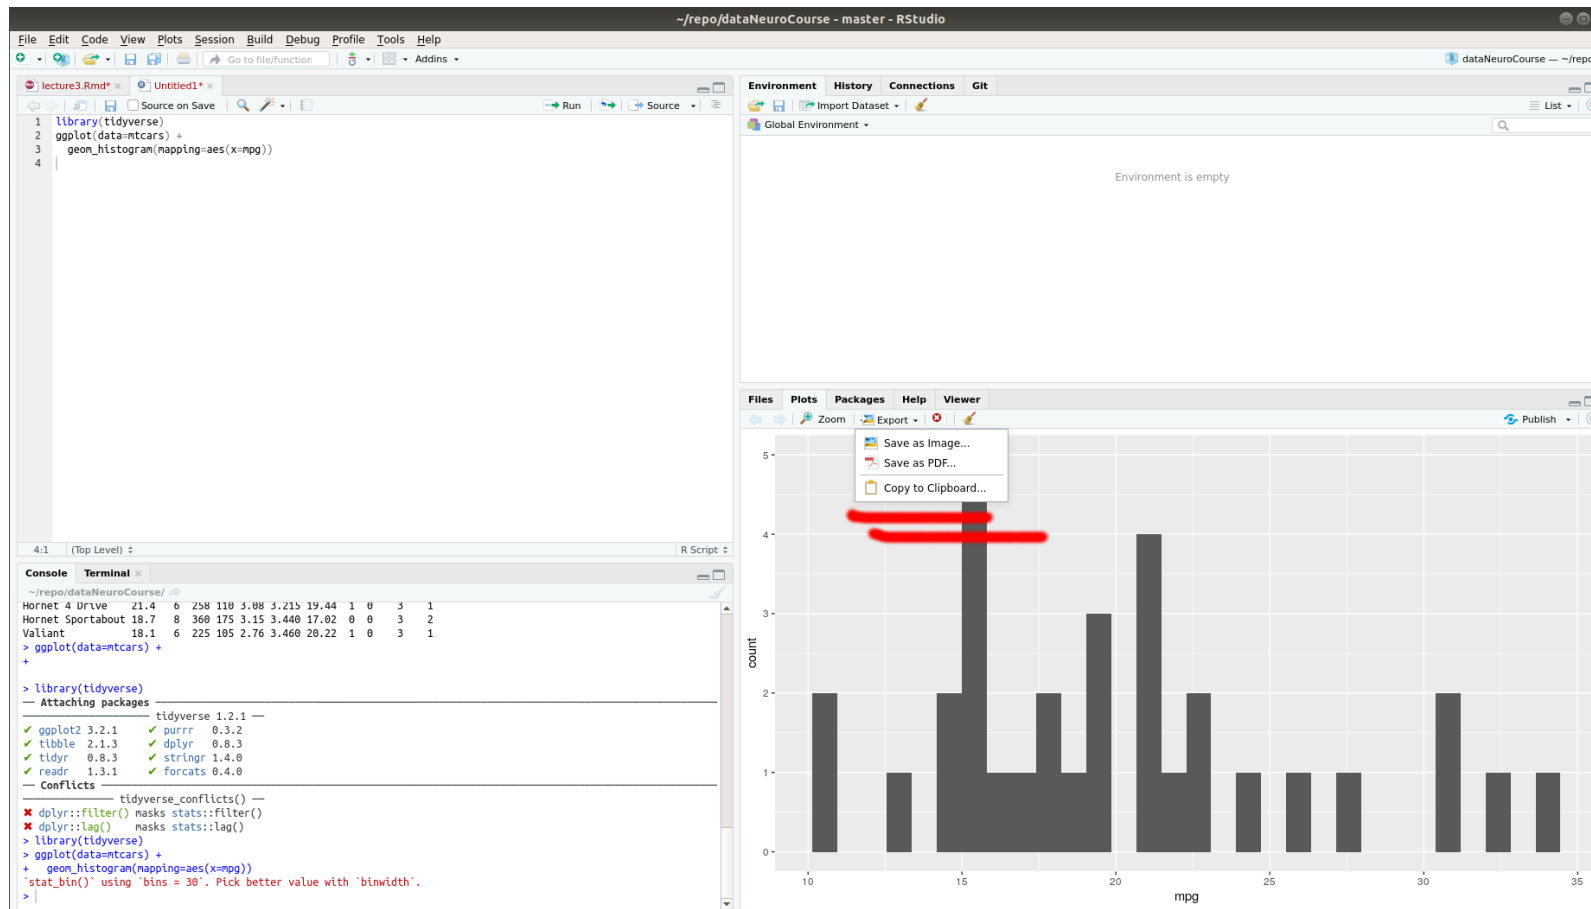 ~/repo/dataNeuroCourse - master - RStudio
File Edit Code View Plots Session Build Debug Profile Tools Help
Go to file/function Addins dataNeuroCourse — ~/repo
lecture3.Rmd* Untitled1*
Source on Save Run Source
1 library(tidyverse)
2 ggplot(data=mtcars) +
3 geom_histogram(mapping=aes(x=mpg))
4
4:1 (Top Level) R Script
Console Terminal
~/repo/dataNeuroCourse/
Hornet 4 Drive 21.4 6 258 110 3.08 3.215 19.44 1 0 3 1
Hornet Sportabout 18.7 8 360 175 3.15 3.440 17.02 0 0 3 2
Valiant 18.1 6 225 105 2.76 3.460 20.22 1 0 3 1
> ggplot(data=mtcars) +
+
> library(tidyverse)
── Attaching packages ──────────
────────── tidyverse 1.2.1 ──
✔ ggplot2 3.2.1 ✔ purrr 0.3.2
✔ tibble 2.1.3 ✔ dplyr 0.8.3
✔ tidyr 0.8.3 ✔ stringr 1.4.0
✔ readr 1.3.1 ✔ forcats 0.4.0
── Conflicts ──────────
────────── tidyverse_conflicts() ──
✖ dplyr::filter() masks stats::filter()
✖ dplyr::lag() masks stats::lag()
> library(tidyverse)
> ggplot(data=mtcars) +
+ geom_histogram(mapping=aes(x=mpg))
`stat_bin()` using `bins = 30`. Pick better value with `binwidth`.
>
Environment History Connections Git
Import Dataset List
Global Environment
Environment is empty
Files Plots Packages Help Viewer
Zoom Export Publish
Save as Image...
Save as PDF...
Copy to Clipboard...
5
4
3
2
1
0
count
10 15 20 25 30 35
mpg